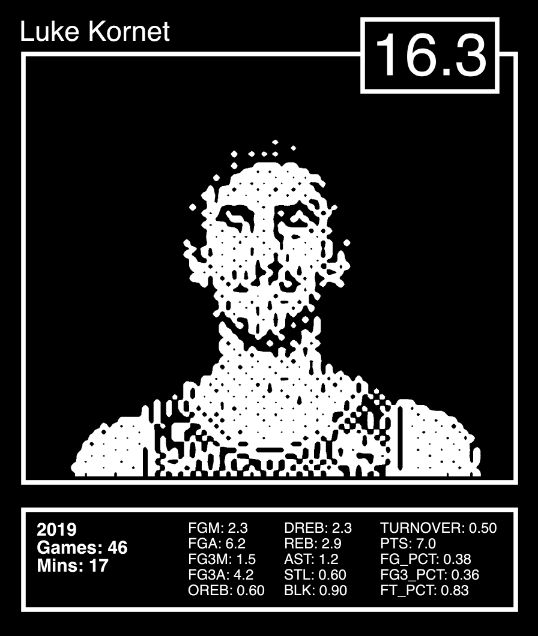 Luke Kornet
16.3
2019
Games: 46
Mins: 17
FGM: 2.3
FGA: 6.2
FG3M: 1.5
FG3A: 4.2
OREB: 0.60
DREB: 2.3
REB: 2.9
AST: 1.2
STL: 0.60
BLK: 0.90
TURNOVER: 0.50
PTS: 7.0
FG_PCT: 0.38
FG3_PCT: 0.36
FT_PCT: 0.83